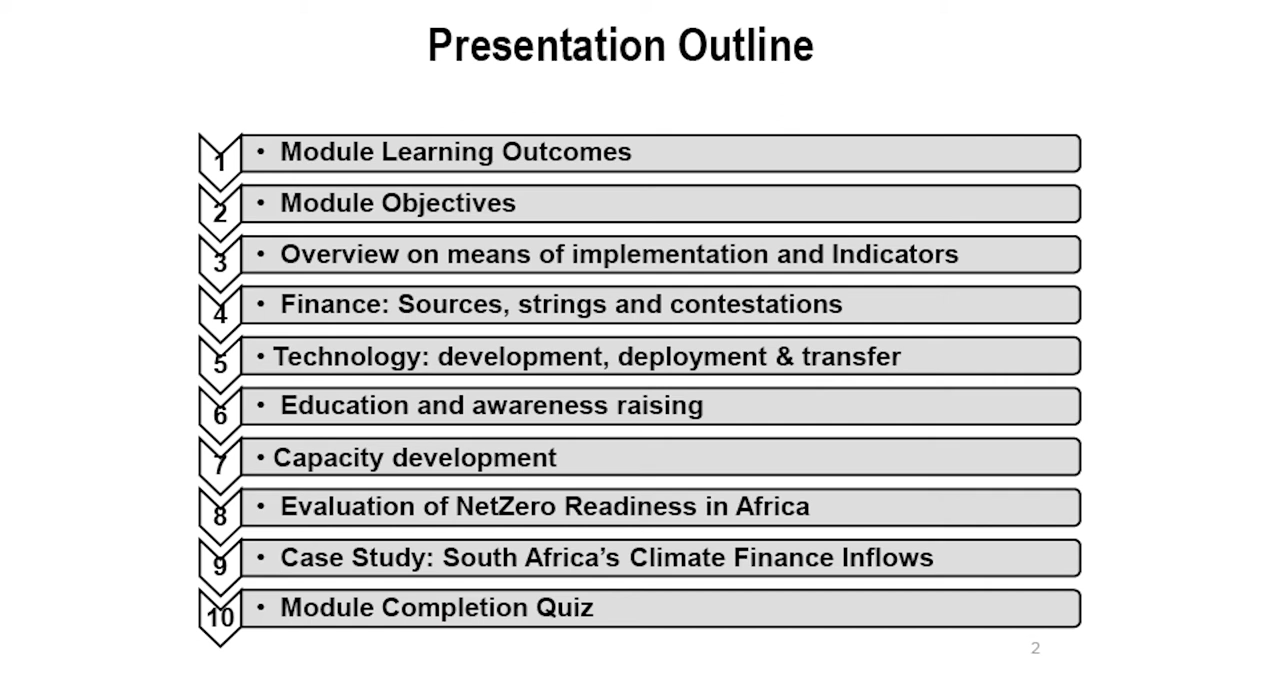 Presentation Outline
1 • Module Learning Outcomes
2 • Module Objectives
3 • Overview on means of implementation and Indicators
4 • Finance: Sources, strings and contestations
5 • Technology: development, deployment & transfer
6 • Education and awareness raising
7 • Capacity development
8 • Evaluation of NetZero Readiness in Africa
9 • Case Study: South Africa’s Climate Finance Inflows
10 • Module Completion Quiz
2